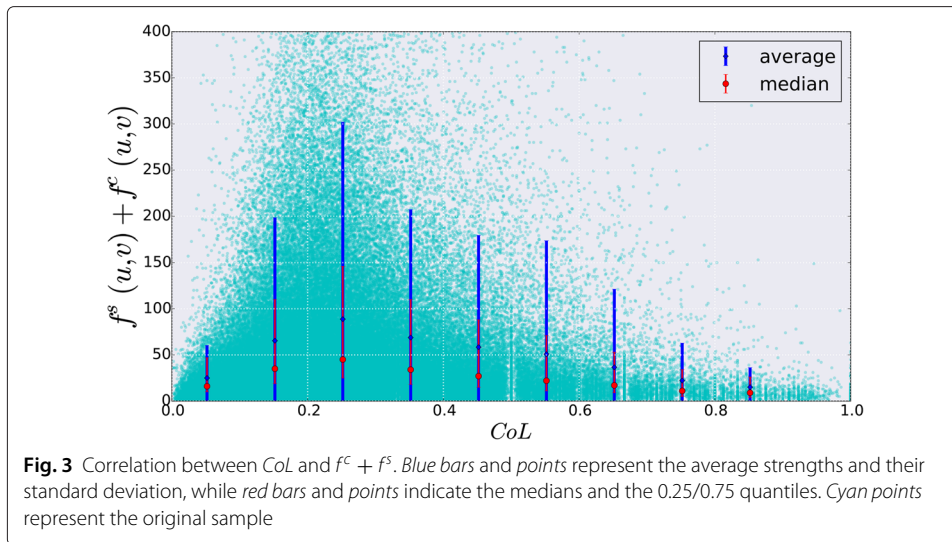 400
350
300
250
200
150
100
50
0
f^s (u,v) + f^c (u,v)
average
median
0.0 0.2 0.4 0.6 0.8 1.0
CoL
Fig. 3 Correlation between CoL and f^c + f^s. Blue bars and points represent the average strengths and their
standard deviation, while red bars and points indicate the medians and the 0.25/0.75 quantiles. Cyan points
represent the original sample